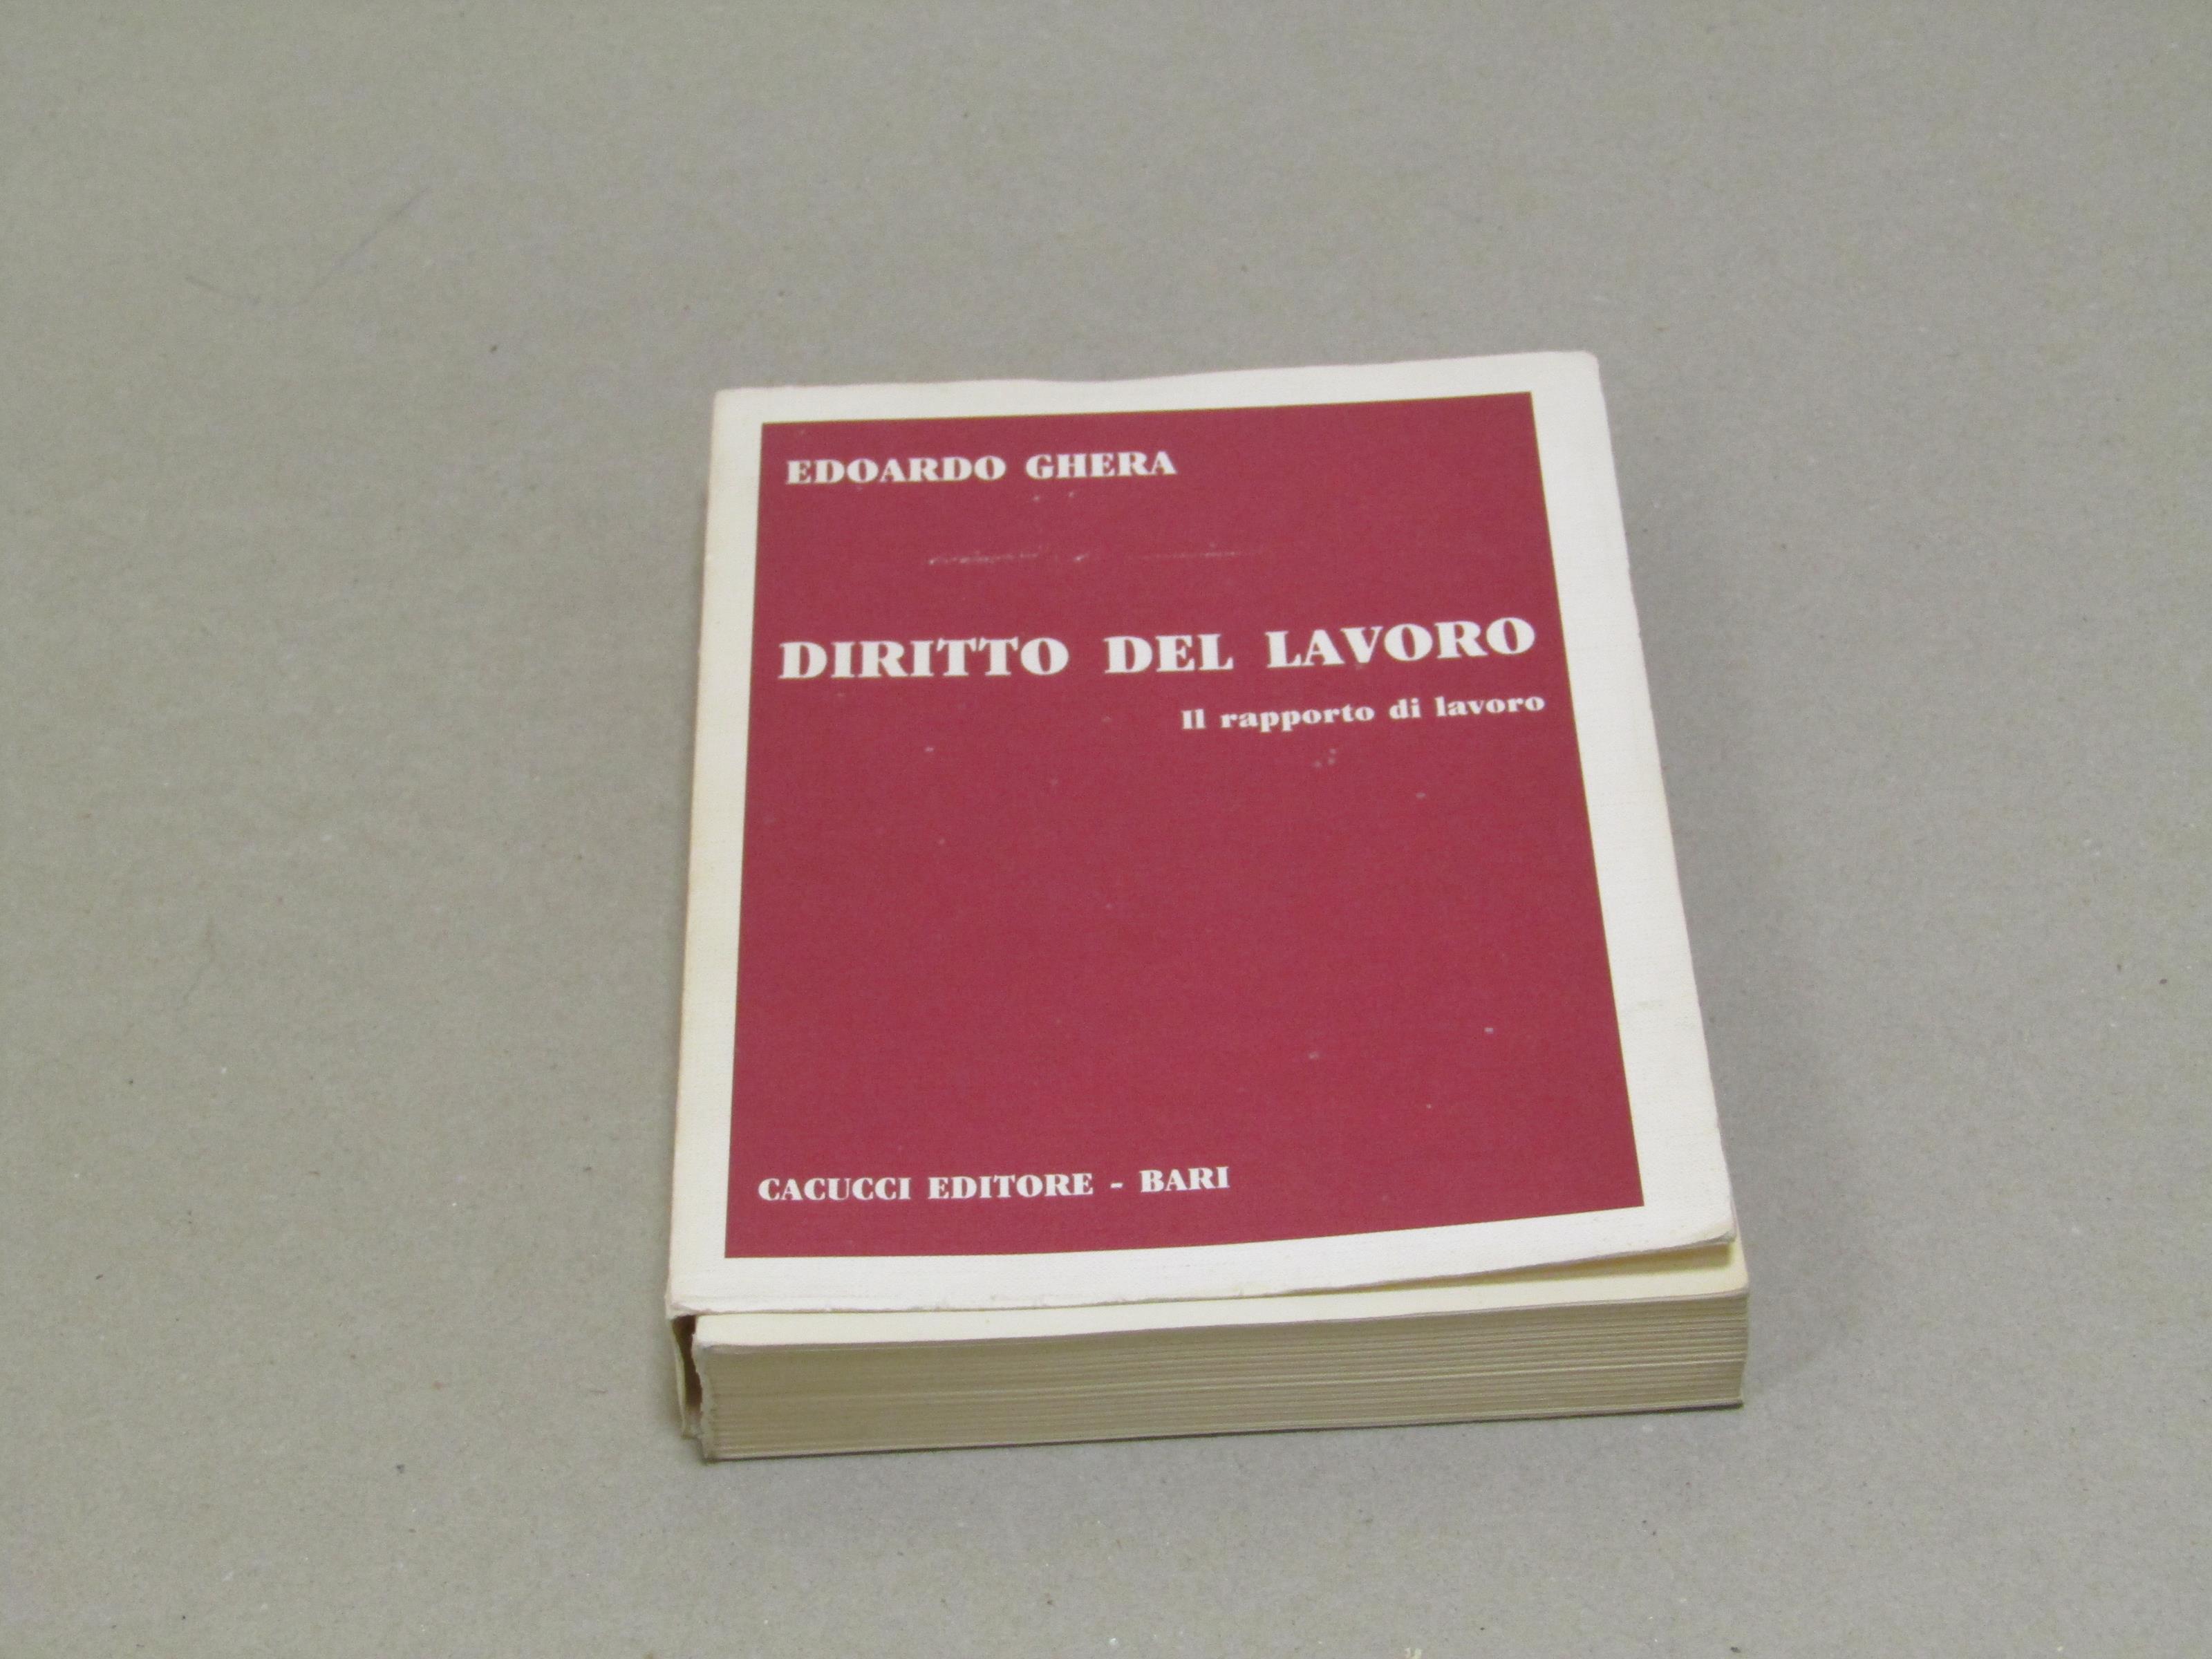 EDOARDO GHERA
DIRITTO DEL LAVORO
Il rapporto di lavoro
CACUCCI EDITORE - BARI